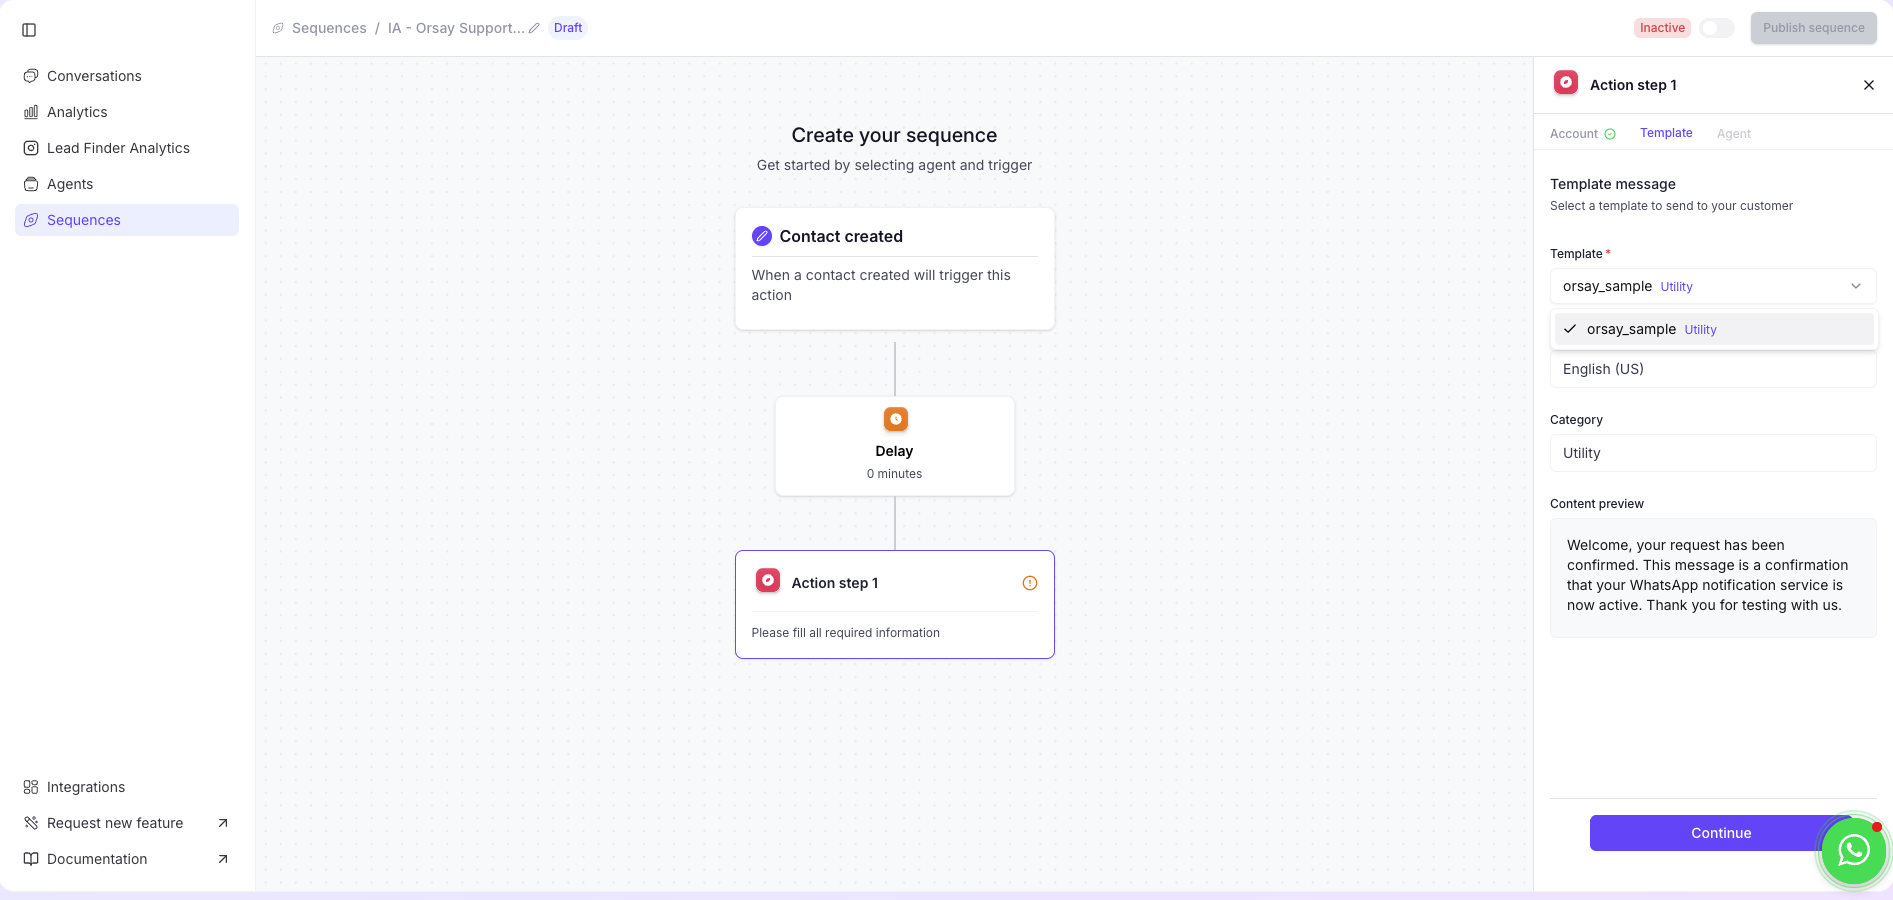 Conversations
Analytics
Lead Finder Analytics
Agents
Sequences
Integrations
Request new feature
Documentation
Sequences / IA - Orsay Support... Draft
Inactive
Publish sequence
Create your sequence
Get started by selecting agent and trigger
Contact created
When a contact created will trigger this
action
Delay
0 minutes
Action step 1
Please fill all required information
Action step 1
Account Template Agent
Template message
Select a template to send to your customer
Template *
orsay_sample Utility
orsay_sample Utility
English (US)
Category
Utility
Content preview
Welcome, your request has been
confirmed. This message is a confirmation
that your WhatsApp notification service is
now active. Thank you for testing with us.
Continue